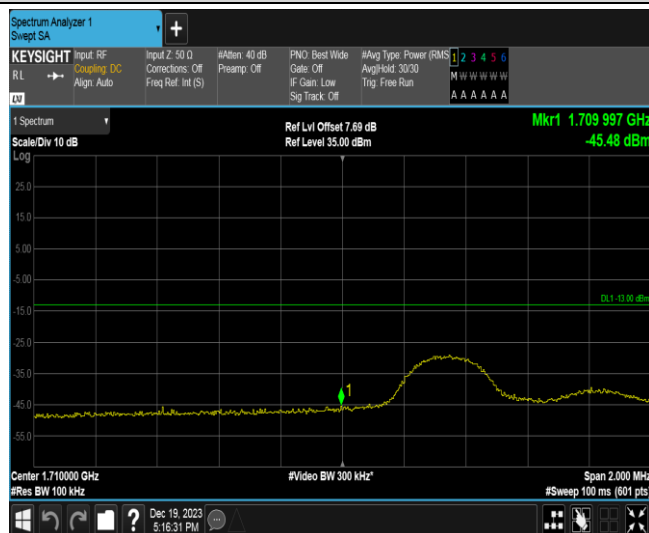 Spectrum Analyzer 1
Swept SA
+
KEYSIGHT
RL
LXI
Input: RF
Coupling: DC
Align: Auto
Input Z: 50 Ω
Corrections: Off
Freq Ref: Int (S)
#Atten: 40 dB
Preamp: Off
PNO: Best Wide
Gate: Off
IF Gain: Low
Sig Track: Off
#Avg Type: Power (RMS
Avg|Hold: 30/30
Trig: Free Run
1 2 3 4 5 6
M W W W W W
A A A A A A
1 Spectrum
Scale/Div 10 dB
Log
Ref Lvl Offset 7.69 dB
Ref Level 35.00 dBm
Mkr1 1.709 997 GHz
-45.48 dBm
25.0
15.0
5.00
-5.00
-15.0
-25.0
-35.0
-45.0
-55.0
DL1 -13.00 dBm
1
Center 1.710000 GHz
#Res BW 100 kHz
#Video BW 300 kHz*
Span 2.000 MHz
#Sweep 100 ms (601 pts)
?
Dec 19, 2023
5:16:31 PM